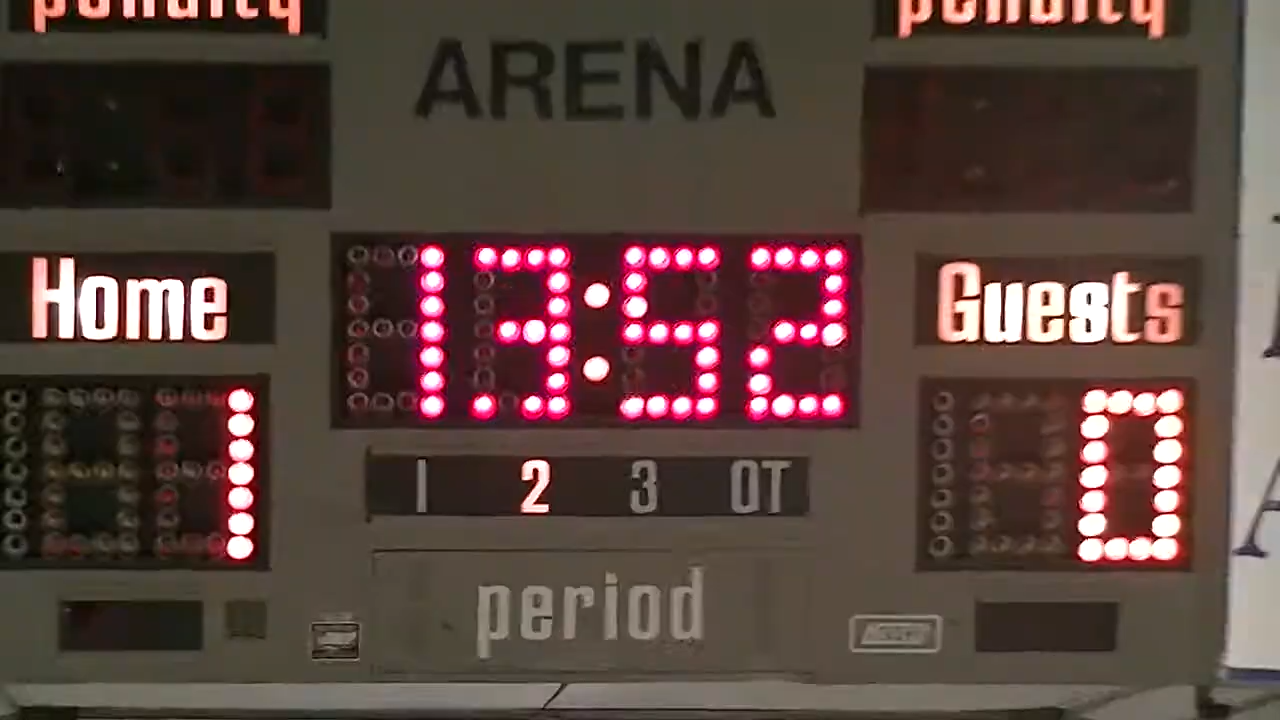 penalty penalty
ARENA
Home 13:52 Guests
1 0
1 2 3 OT
period